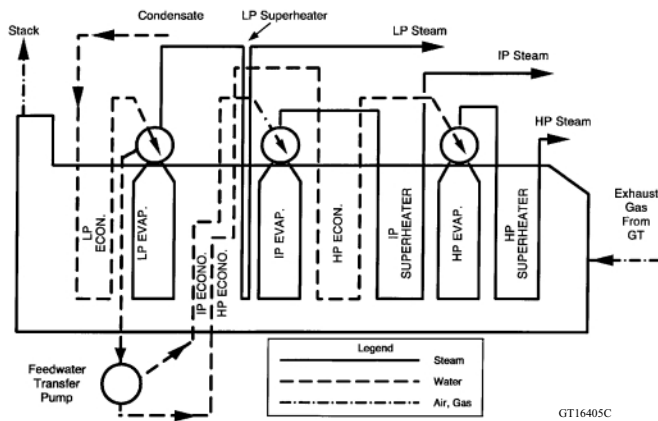 LP Superheater
Condensate
Stack
LP Steam
IP Steam
HP Steam
LP
ECON.
LP EVAP.
IP ECONO.
HP ECONO.
IP EVAP.
HP ECON.
IP
SUPERHEATER
HP EVAP.
HP
SUPERHEATER
Exhaust
Gas
From
GT
Feedwater
Transfer
Pump
Legend
Steam
Water
Air, Gas
GT16405C